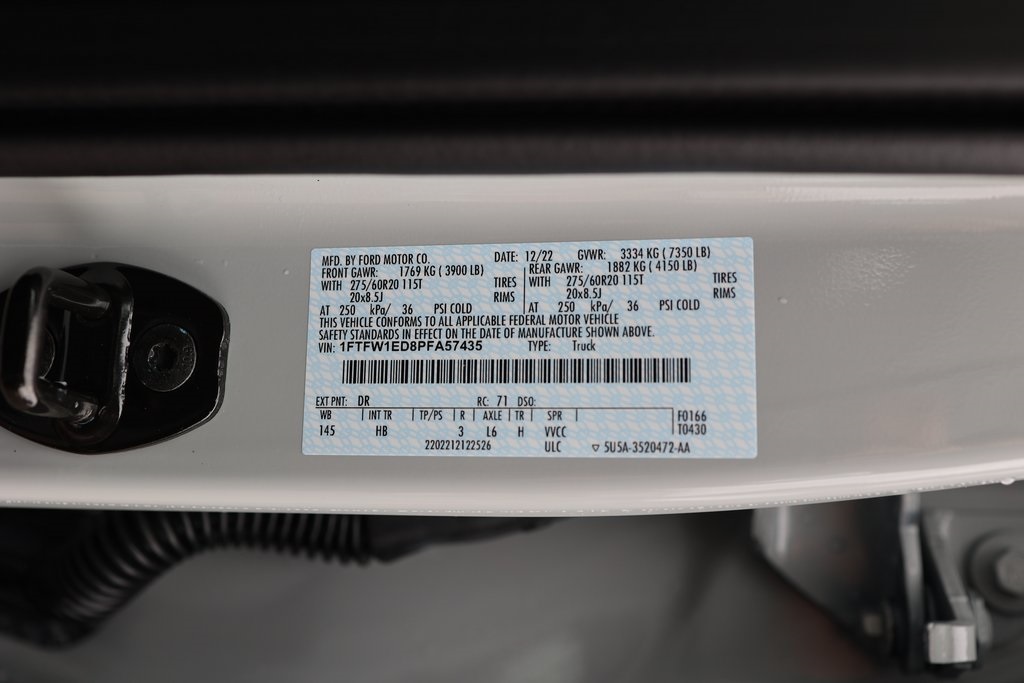 MFD. BY FORD MOTOR CO. DATE: 12/22 GVWR: 3334 KG ( 7350 LB)
FRONT GAWR: 1769 KG ( 3900 LB) REAR GAWR: 1882 KG ( 4150 LB)
WITH 275/60R20 115T TIRES WITH 275/60R20 115T TIRES
20x8.5J RIMS 20x8.5J RIMS
AT 250 kPa/ 36 PSI COLD AT 250 kPa/ 36 PSI COLD
THIS VEHICLE CONFORMS TO ALL APPLICABLE FEDERAL MOTOR VEHICLE
SAFETY STANDARDS IN EFFECT ON THE DATE OF MANUFACTURE SHOWN ABOVE.
VIN: 1FTFW1ED8PFA57435 TYPE: Truck
EXT PNT: DR RC: 71 DSO:
WB INT TR TP/PS R AXLE TR SPR F0166
145 HB 3 L6 H VVCC T0430
2202212122526 ULC ▽ 5U5A-3520472-AA